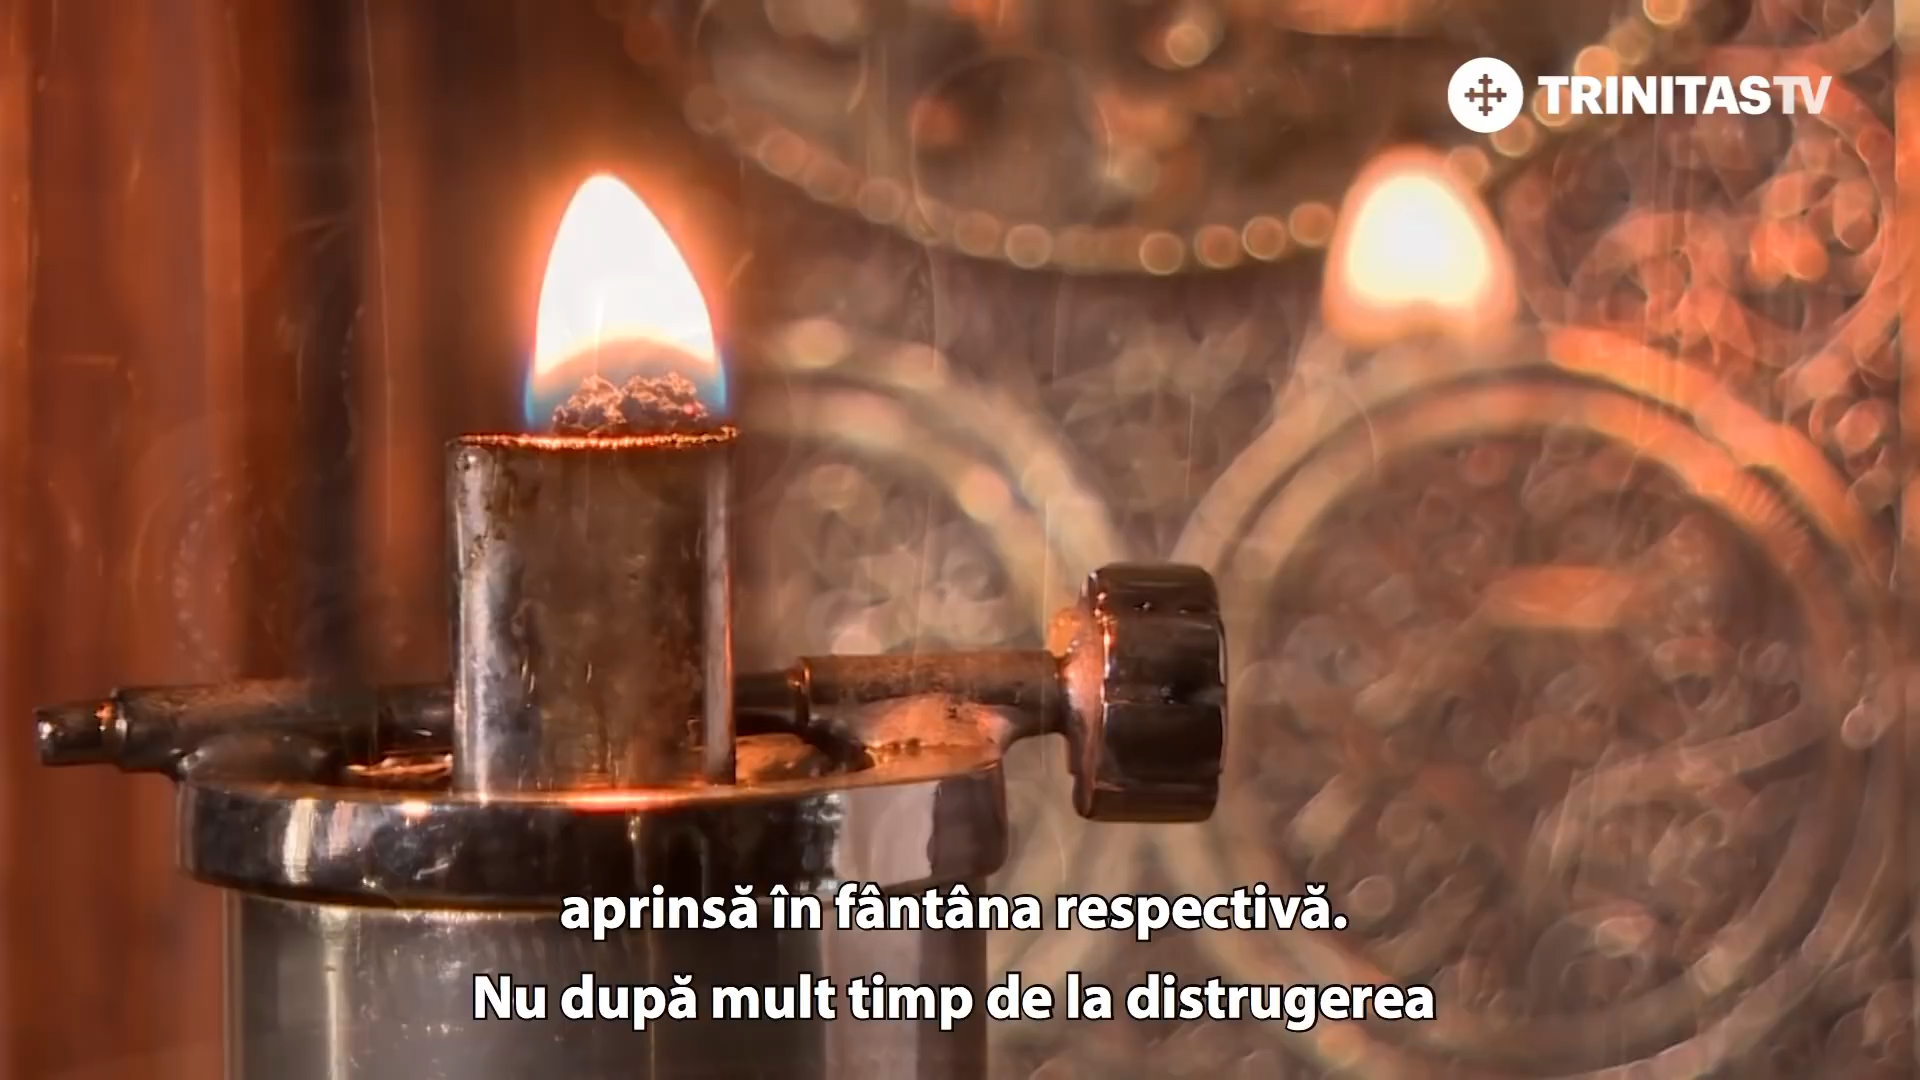 TRINITASTV
aprinsă în fântâna respectivă.
Nu după mult timp de la distrugerea